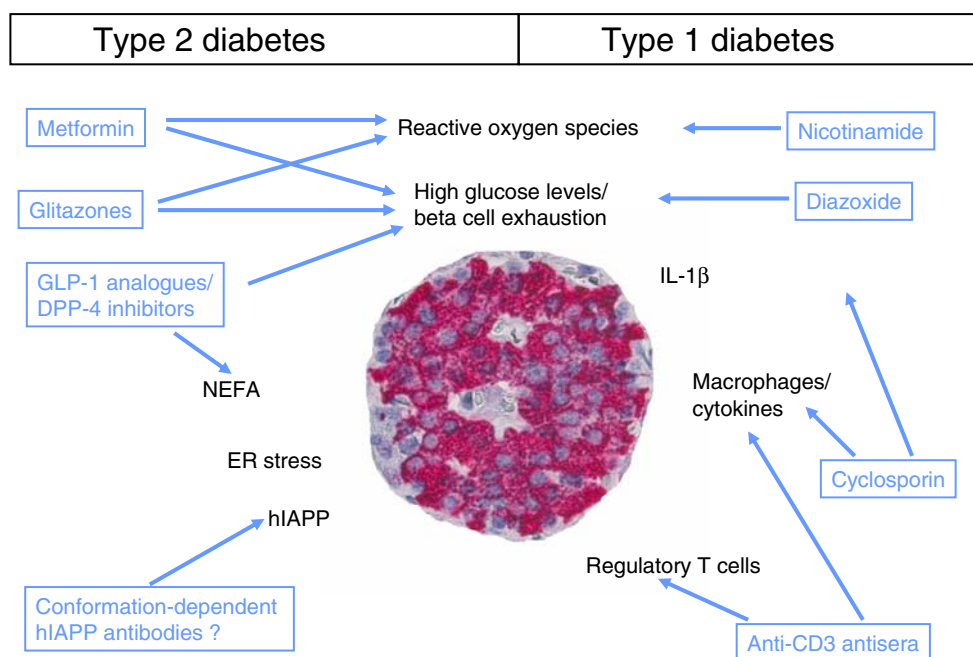 Type 2 diabetes
Type 1 diabetes
Metformin
Reactive oxygen species
Nicotinamide
Glitazones
High glucose levels/
beta cell exhaustion
Diazoxide
GLP-1 analogues/
DPP-4 inhibitors
IL-1β
NEFA
Macrophages/
cytokines
ER stress
Cyclosporin
hIAPP
Regulatory T cells
Conformation-dependent
hIAPP antibodies ?
Anti-CD3 antisera